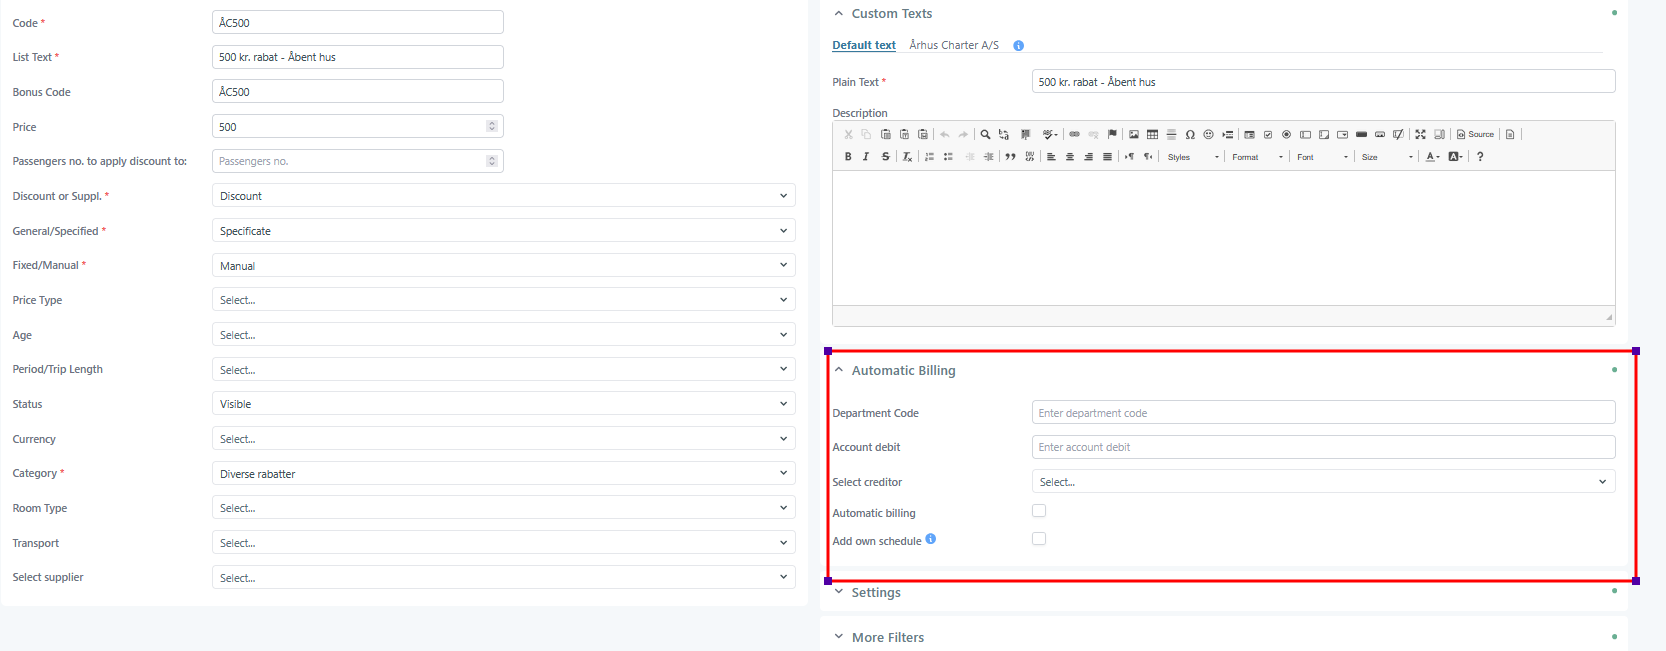 Code *
ÅC500
List Text *
500 kr. rabat - Åbent hus
Bonus Code
ÅC500
Price
500
Passengers no. to apply discount to:
Passengers no.
Discount or Suppl. *
Discount
General/Specified *
Specificate
Fixed/Manual *
Manual
Price Type
Select...
Age
Select...
Period/Trip Length
Select...
Status
Visible
Currency
Select...
Category *
Diverse rabatter
Room Type
Select...
Transport
Select...
Select supplier
Select...
Custom Texts
Default text Århus Charter A/S
Plain Text *
500 kr. rabat - Åbent hus
Description
Source
Styles Format Font Size
Automatic Billing
Department Code
Enter department code
Account debit
Enter account debit
Select creditor
Select...
Automatic billing
Add own schedule
Settings
More Filters